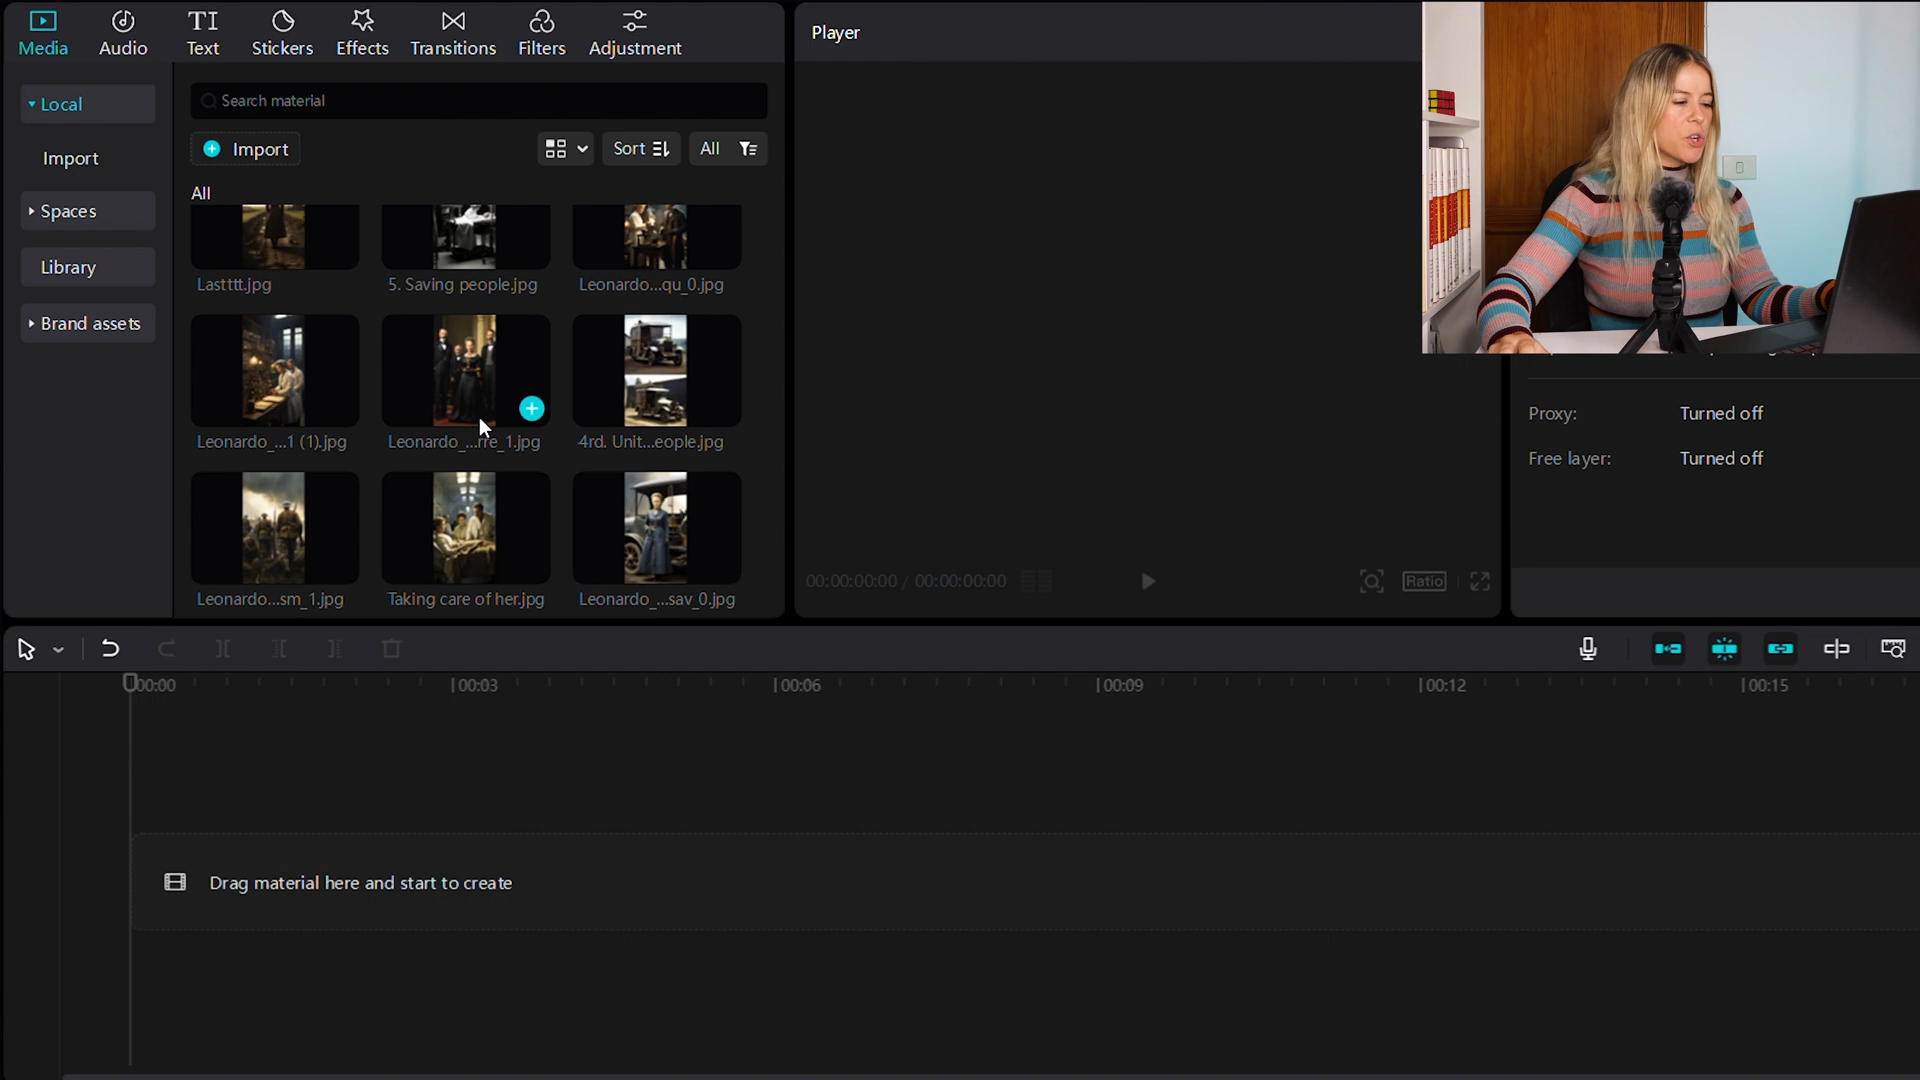 Media
Audio
Text
Stickers
Effects
Transitions
Filters
Adjustment
Player
Local
Import
Spaces
Library
Brand assets
Search material
Import
Sort
All
All
Lastttt.jpg
5. Saving people.jpg
Leonardo...qu_0.jpg
Leonardo_...1 (1).jpg
Leonardo_...rre_1.jpg
4rd. Unit...eople.jpg
Leonardo...sm_1.jpg
Taking care of her.jpg
Leonardo_...sav_0.jpg
00:00:00:00 / 00:00:00:00
Ratio
Proxy: Turned off
Free layer: Turned off
00:00
00:03
00:06
00:09
00:12
00:15
Drag material here and start to create